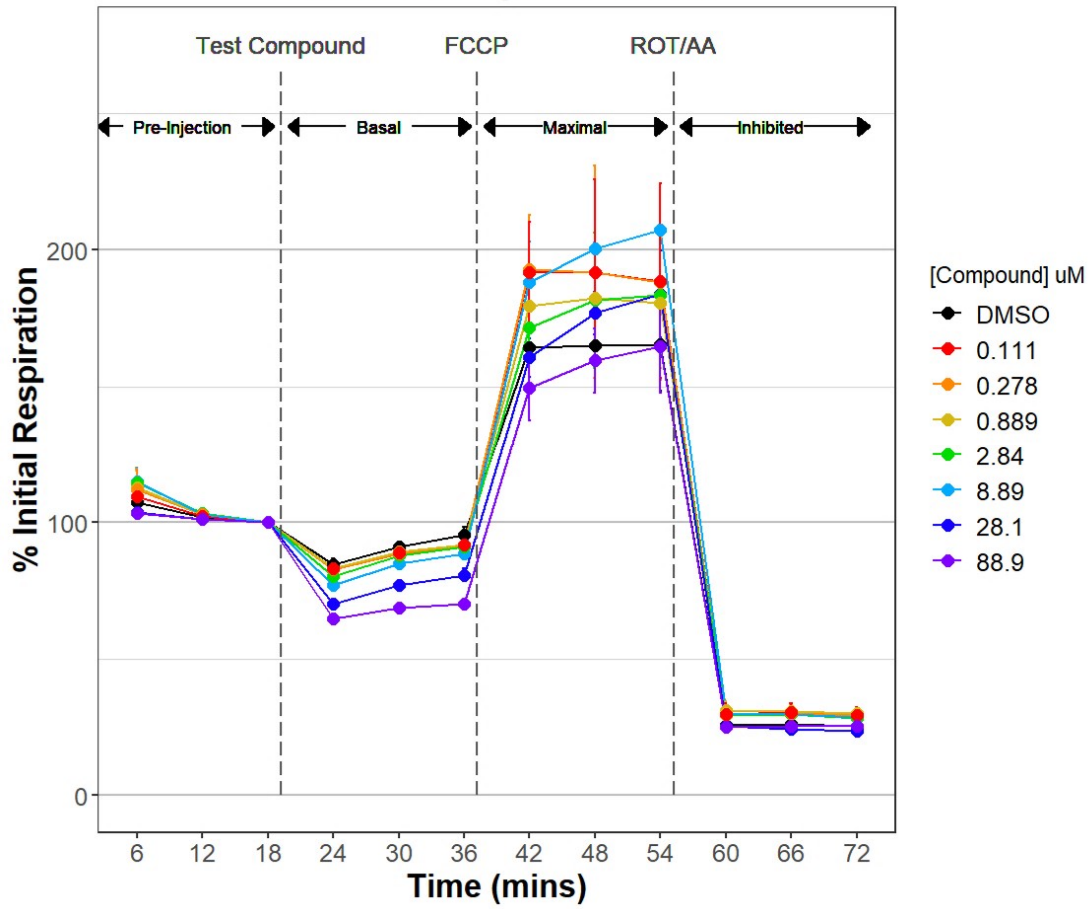 Test Compound FCCP ROT/AA
Pre-Injection Basal Maximal Inhibited
% Initial Respiration
200
100
0
6 12 18 24 30 36 42 48 54 60 66 72
Time (mins)
[Compound] uM
DMSO
0.111
0.278
0.889
2.84
8.89
28.1
88.9